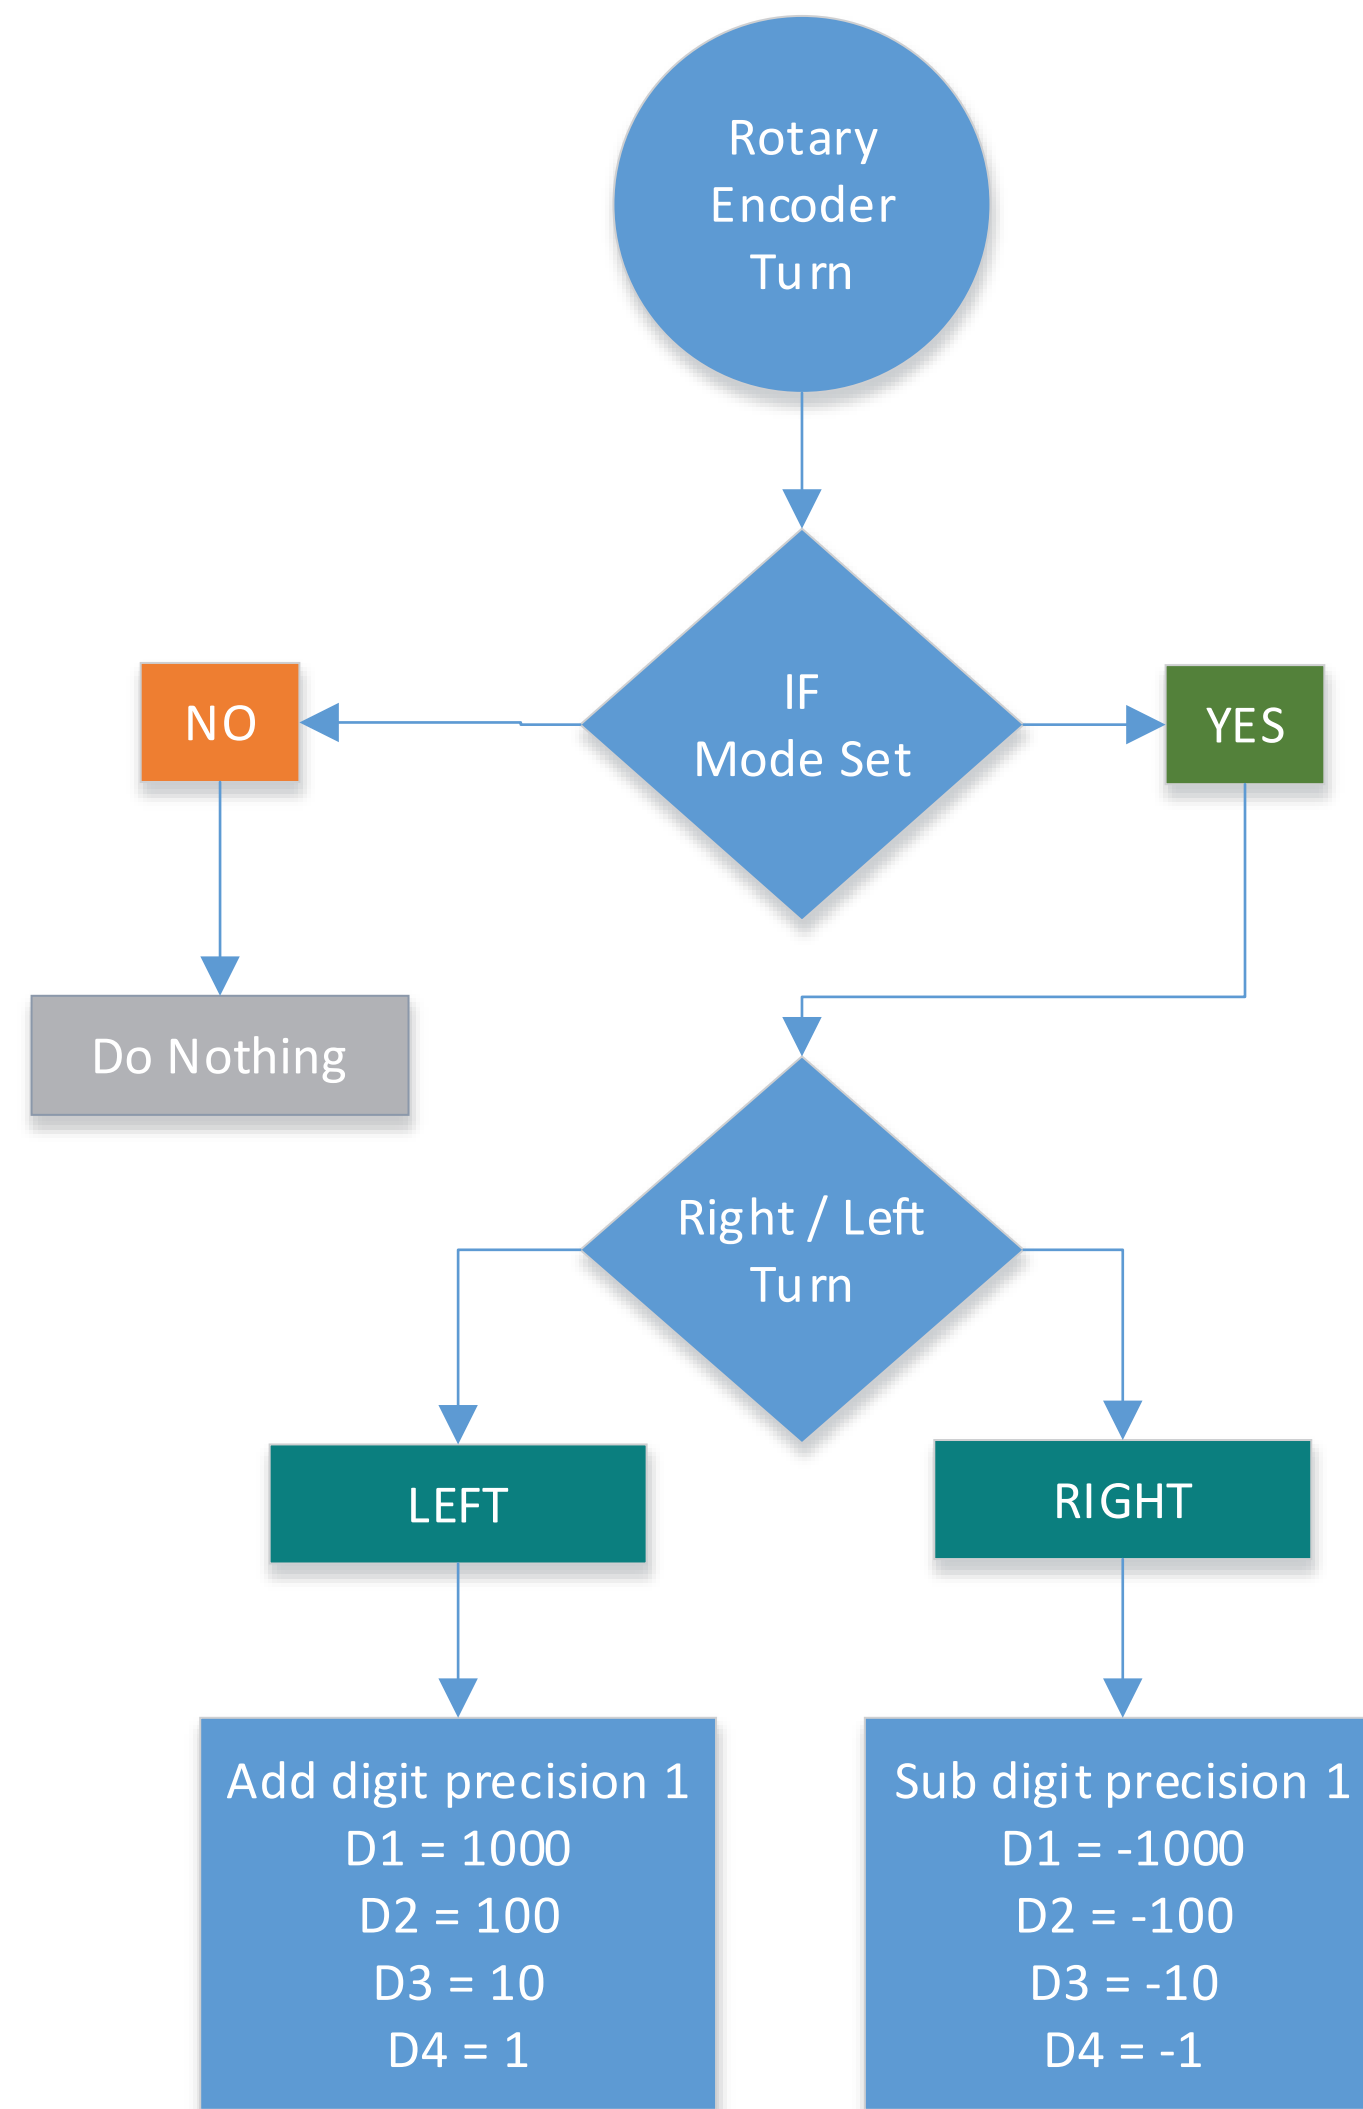 Rotary
Encoder
Turn
IF
Mode Set
NO
YES
Do Nothing
Right / Left
Turn
LEFT
RIGHT
Add digit precision 1
D1 = 1000
D2 = 100
D3 = 10
D4 = 1
Sub digit precision 1
D1 = -1000
D2 = -100
D3 = -10
D4 = -1